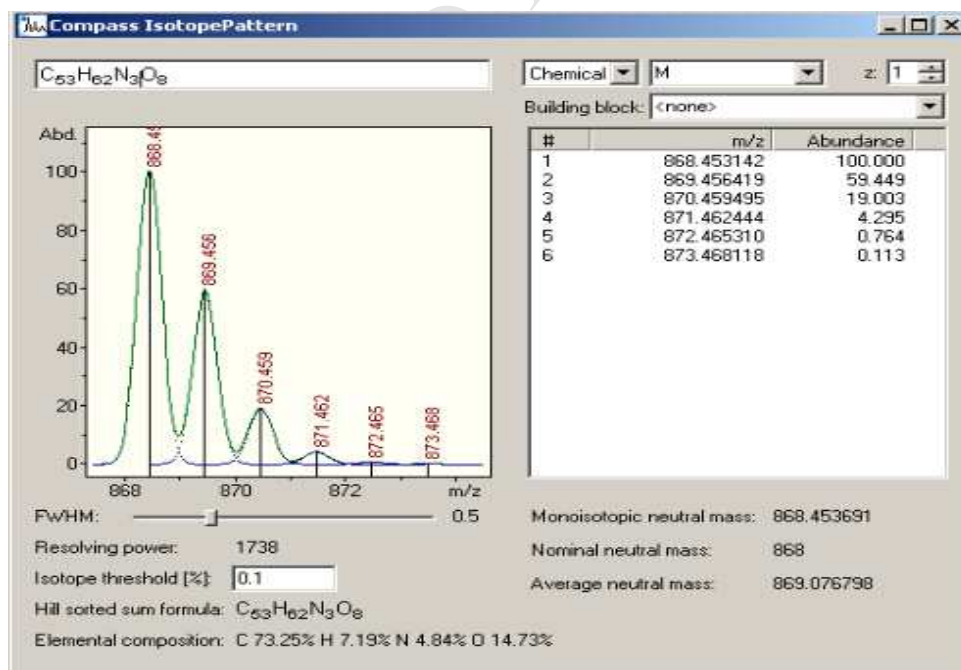 Compass IsotopePattern
C53H62N3O8
Chemical M z: 1
Building block: <none>
Abd.
100
80
60
40
20
0
868.45
869.456
870.459
871.462
872.465
873.468
868 870 872 m/z
# m/z Abundance
1 868.453142 100.000
2 869.456419 59.449
3 870.459495 19.003
4 871.462444 4.295
5 872.465310 0.764
6 873.468118 0.113
FWHM: 0.5
Resolving power: 1738
Isotope threshold [%]: 0.1
Hill sorted sum formula: C53H62N3O8
Elemental composition: C 73.25% H 7.19% N 4.84% O 14.73%
Monoisotopic neutral mass: 868.453691
Nominal neutral mass: 868
Average neutral mass: 869.076798